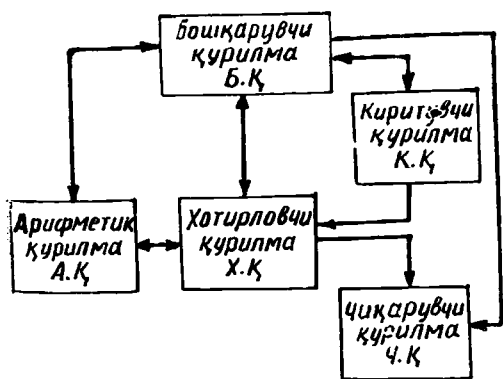 Бошқарувчи
қурилма
Б.Қ
Киритувчи
қурилма
К.Қ
Арифметик
қурилма
А.Қ
Хотирловчи
қурилма
Х.Қ
Чиқарувчи
қурилма
Ч.Қ